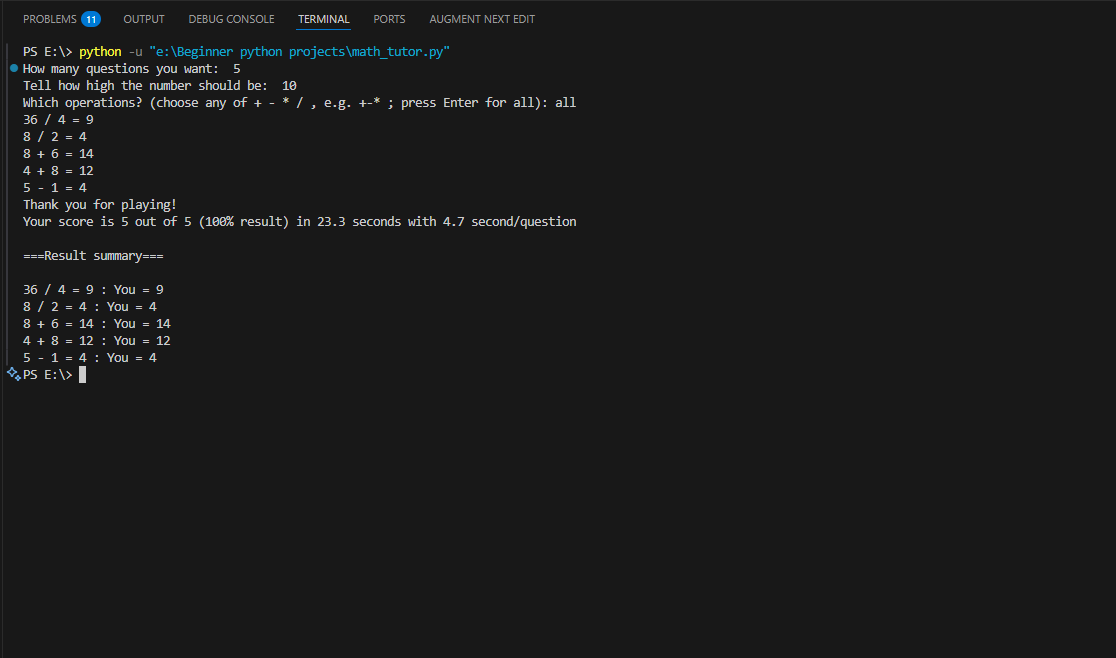 PROBLEMS 11 OUTPUT DEBUG CONSOLE TERMINAL PORTS AUGMENT NEXT EDIT
PS E:\> python -u "e:\Beginner python projects\math_tutor.py"
How many questions you want:  5
Tell how high the number should be:  10
Which operations? (choose any of + - * / , e.g. +-* ; press Enter for all): all
36 / 4 = 9
8 / 2 = 4
8 + 6 = 14
4 + 8 = 12
5 - 1 = 4
Thank you for playing!
Your score is 5 out of 5 (100% result) in 23.3 seconds with 4.7 second/question
===Result summary===
36 / 4 = 9 : You = 9
8 / 2 = 4 : You = 4
8 + 6 = 14 : You = 14
4 + 8 = 12 : You = 12
5 - 1 = 4 : You = 4
PS E:\>